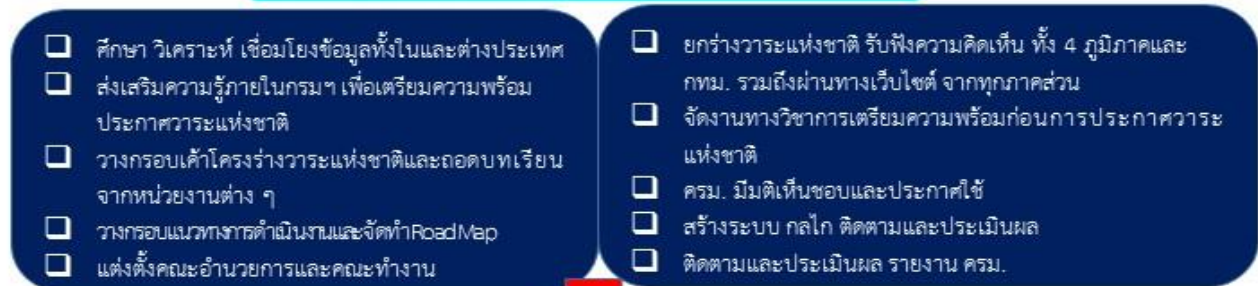 ศึกษา วิเคราะห์ เชื่อมโยงข้อมูลทั้งในและต่างประเทศ
ส่งเสริมความรู้ภายในกรมฯ เพื่อเตรียมความพร้อม
ประกาศวาระแห่งชาติ
วางกรอบเค้าโครงร่างวาระแห่งชาติและถอดบทเรียน
จากหน่วยงานต่าง ๆ
วางกรอบแนวทางการดำเนินงานและจัดทำ Road Map
แต่งตั้งคณะอำนวยการและคณะทำงาน
ยกร่างวาระแห่งชาติ รับฟังความคิดเห็น ทั้ง 4 ภูมิภาคและ
กทม. รวมถึงผ่านทางเว็บไซต์ จากทุกภาคส่วน
จัดงานทางวิชาการเตรียมความพร้อมก่อนการประกาศวาระ
แห่งชาติ
ครม. มีมติเห็นชอบและประกาศใช้
สร้างระบบ กลไก ติดตามและประเมินผล
ติดตามและประเมินผล รายงาน ครม.